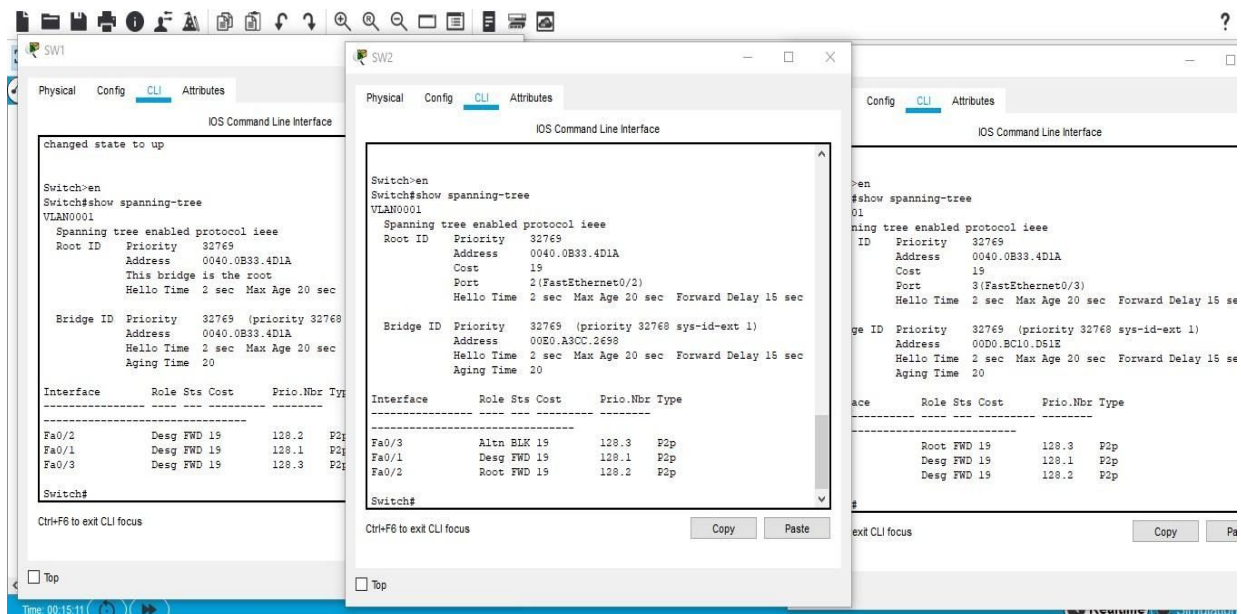 ?
SW1
Physical Config CLI Attributes
IOS Command Line Interface
changed state to up
Switch>en
Switch#show spanning-tree
VLAN0001
Spanning tree enabled protocol ieee
Root ID Priority 32769
Address 0040.0B33.4D1A
This bridge is the root
Hello Time 2 sec Max Age 20 sec
Bridge ID Priority 32769 (priority 32768
Address 0040.0B33.4D1A
Hello Time 2 sec Max Age 20 sec
Aging Time 20
Interface Role Sts Cost Prio.Nbr Typ
---------------- ---- --- --------- --------
--------------------------------
Fa0/2 Desg FWD 19 128.2 P2p
Fa0/1 Desg FWD 19 128.1 P2p
Fa0/3 Desg FWD 19 128.3 P2p
Switch#
Ctrl+F6 to exit CLI focus
Top
Time: 00:15:11
SW2
Physical Config CLI Attributes
IOS Command Line Interface
Switch>en
Switch#show spanning-tree
VLAN0001
Spanning tree enabled protocol ieee
Root ID Priority 32769
Address 0040.0B33.4D1A
Cost 19
Port 2(FastEthernet0/2)
Hello Time 2 sec Max Age 20 sec Forward Delay 15 sec
Bridge ID Priority 32769 (priority 32768 sys-id-ext 1)
Address 00E0.A3CC.2698
Hello Time 2 sec Max Age 20 sec Forward Delay 15 sec
Aging Time 20
Interface Role Sts Cost Prio.Nbr Type
---------------- ---- --- --------- --------
--------------------------------
Fa0/3 Altn BLK 19 128.3 P2p
Fa0/1 Desg FWD 19 128.1 P2p
Fa0/2 Root FWD 19 128.2 P2p
Switch#
Ctrl+F6 to exit CLI focus
Copy Paste
Top
Config CLI Attributes
IOS Command Line Interface
>en
#show spanning-tree
01
ning tree enabled protocol ieee
ID Priority 32769
Address 0040.0B33.4D1A
Cost 19
Port 3(FastEthernet0/3)
Hello Time 2 sec Max Age 20 sec Forward Delay 15 se
ge ID Priority 32769 (priority 32768 sys-id-ext 1)
Address 00D0.BC10.D51E
Hello Time 2 sec Max Age 20 sec Forward Delay 15 se
Aging Time 20
ace Role Sts Cost Prio.Nbr Type
---------- ---- --- --------- --------
--------------------------
Root FWD 19 128.3 P2p
Desg FWD 19 128.1 P2p
Desg FWD 19 128.2 P2p
#
exit CLI focus
Copy Pa